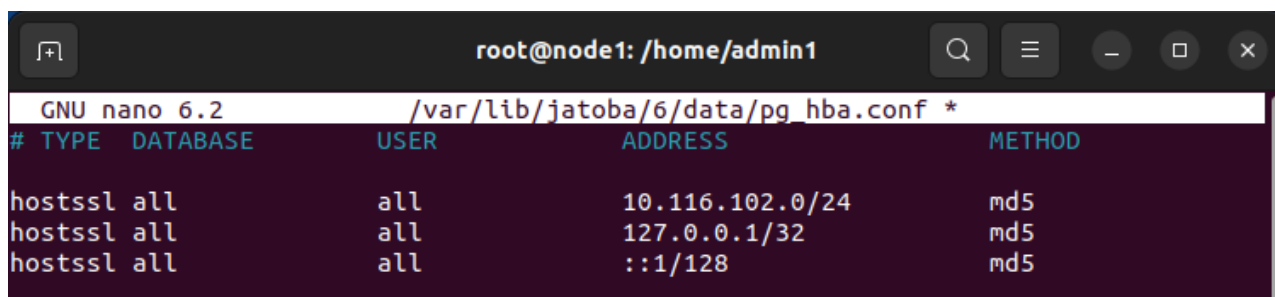 root@node1: /home/admin1
GNU nano 6.2 /var/lib/jatoba/6/data/pg_hba.conf *
# TYPE DATABASE USER ADDRESS METHOD
hostssl all all 10.116.102.0/24 md5
hostssl all all 127.0.0.1/32 md5
hostssl all all ::1/128 md5